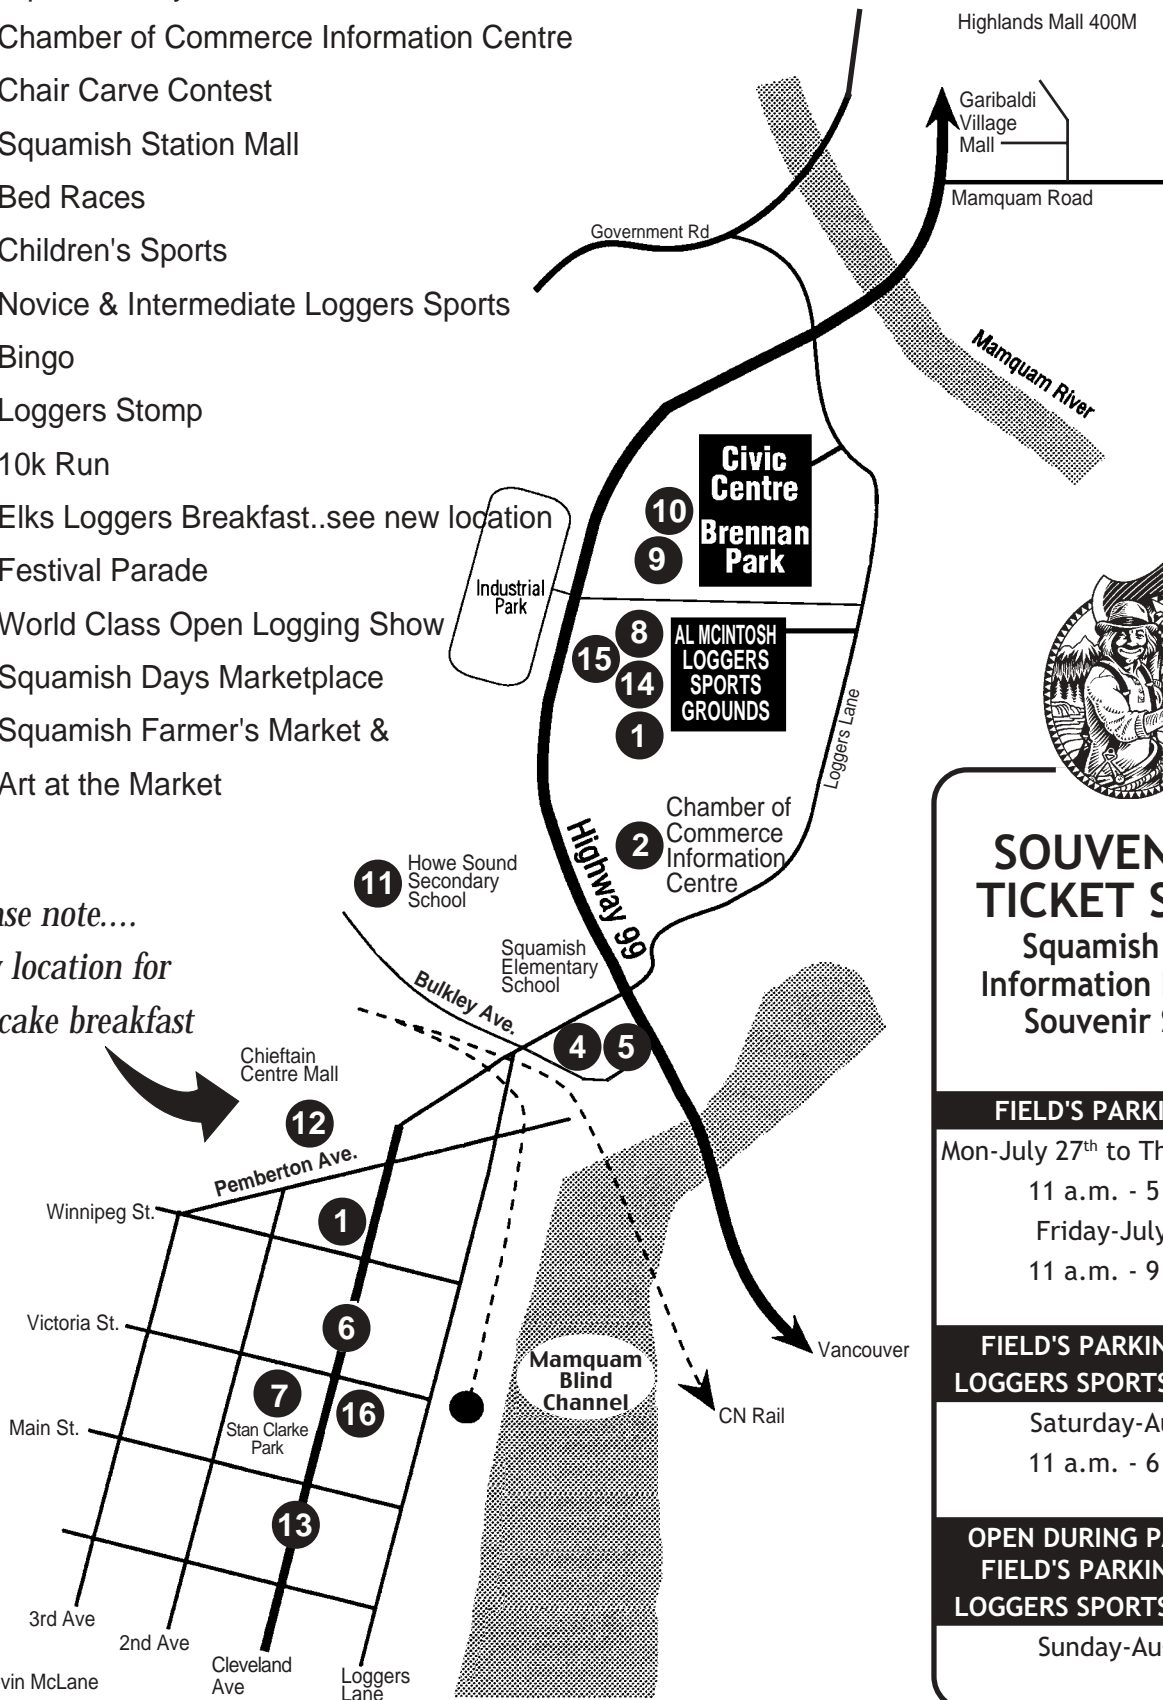 Chamber of Commerce Information Centre
Chair Carve Contest
Squamish Station Mall
Bed Races
Children's Sports
Novice & Intermediate Loggers Sports
Bingo
Loggers Stomp
10k Run
Elks Loggers Breakfast..see new location
Festival Parade
World Class Open Logging Show
Squamish Days Marketplace
Squamish Farmer's Market &
Art at the Market
Highlands Mall 400M
Garibaldi
Village
Mall
Mamquam Road
Government Rd
Mamquam River
Civic
Centre
Brennan
Park
10
9
Industrial
Park
8
15
14
1
AL MCINTOSH
LOGGERS
SPORTS
GROUNDS
Loggers Lane
2
Chamber of
Commerce
Information
Centre
Highway 99
11
Howe Sound
Secondary
School
Squamish
Elementary
School
Bulkley Ave.
4
5
note....
location for
cake breakfast
Chieftain
Centre Mall
12
Pemberton Ave.
Winnipeg St.
1
Victoria St.
6
7
Stan Clarke
Park
16
Main St.
13
3rd Ave
2nd Ave
Cleveland
Ave
Loggers
Lane
McLane
Mamquam
Blind
Channel
Vancouver
CN Rail
SOUVEN
TICKET S
Squamish
Information
Souvenir S
FIELD'S PARKI
Mon-July 27th to Th
11 a.m. - 5
Friday-July
11 a.m. - 9
FIELD'S PARKIN
LOGGERS SPORTS
Saturday-Au
11 a.m. - 6
OPEN DURING PA
FIELD'S PARKIN
LOGGERS SPORTS
Sunday-Au